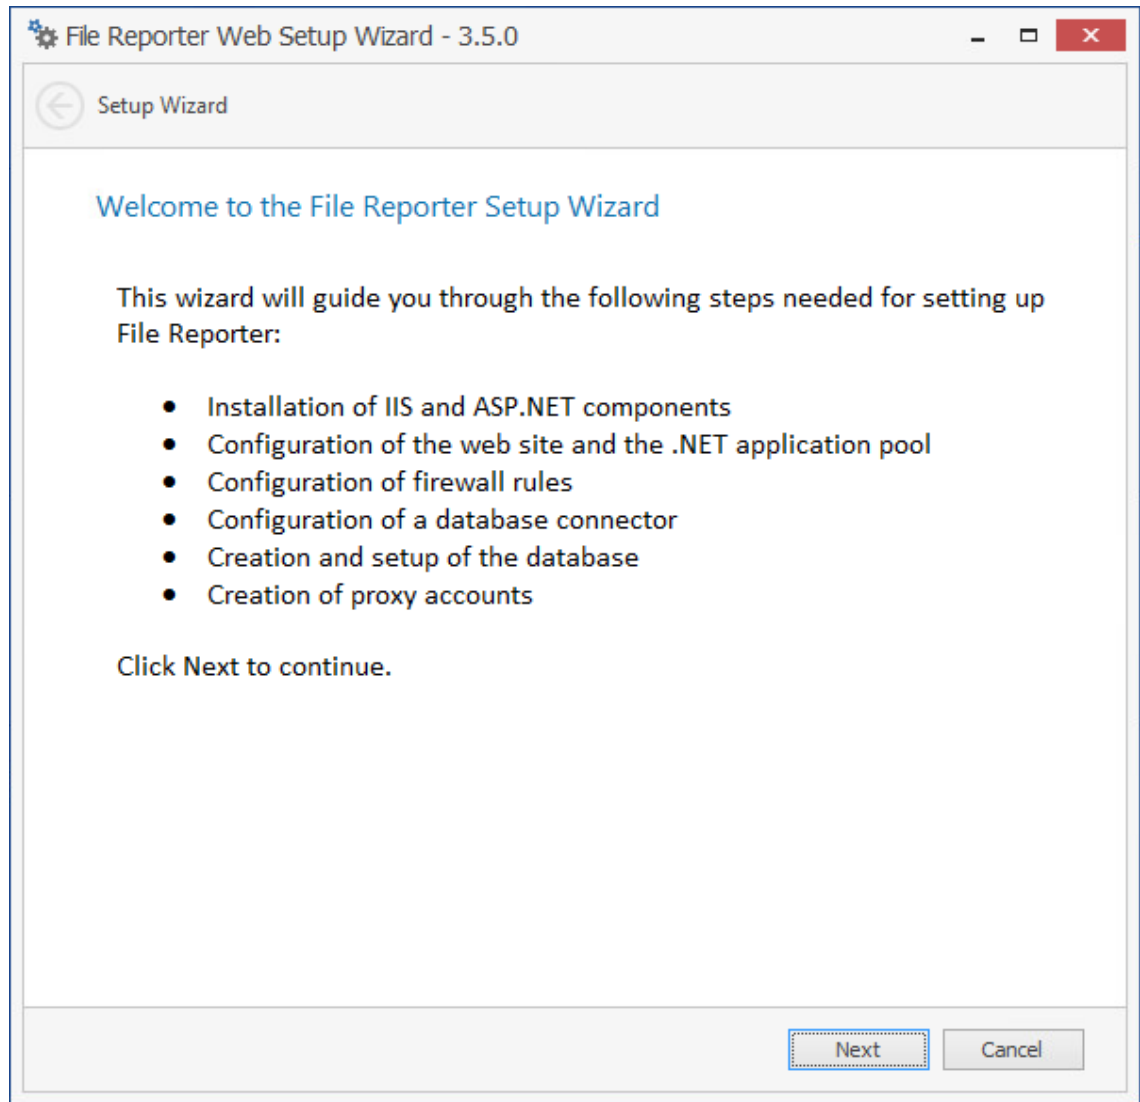 File Reporter Web Setup Wizard - 3.5.0
Setup Wizard
Welcome to the File Reporter Setup Wizard
This wizard will guide you through the following steps needed for setting up
File Reporter:
• Installation of IIS and ASP.NET components
• Configuration of the web site and the .NET application pool
• Configuration of firewall rules
• Configuration of a database connector
• Creation and setup of the database
• Creation of proxy accounts
Click Next to continue.
Next Cancel